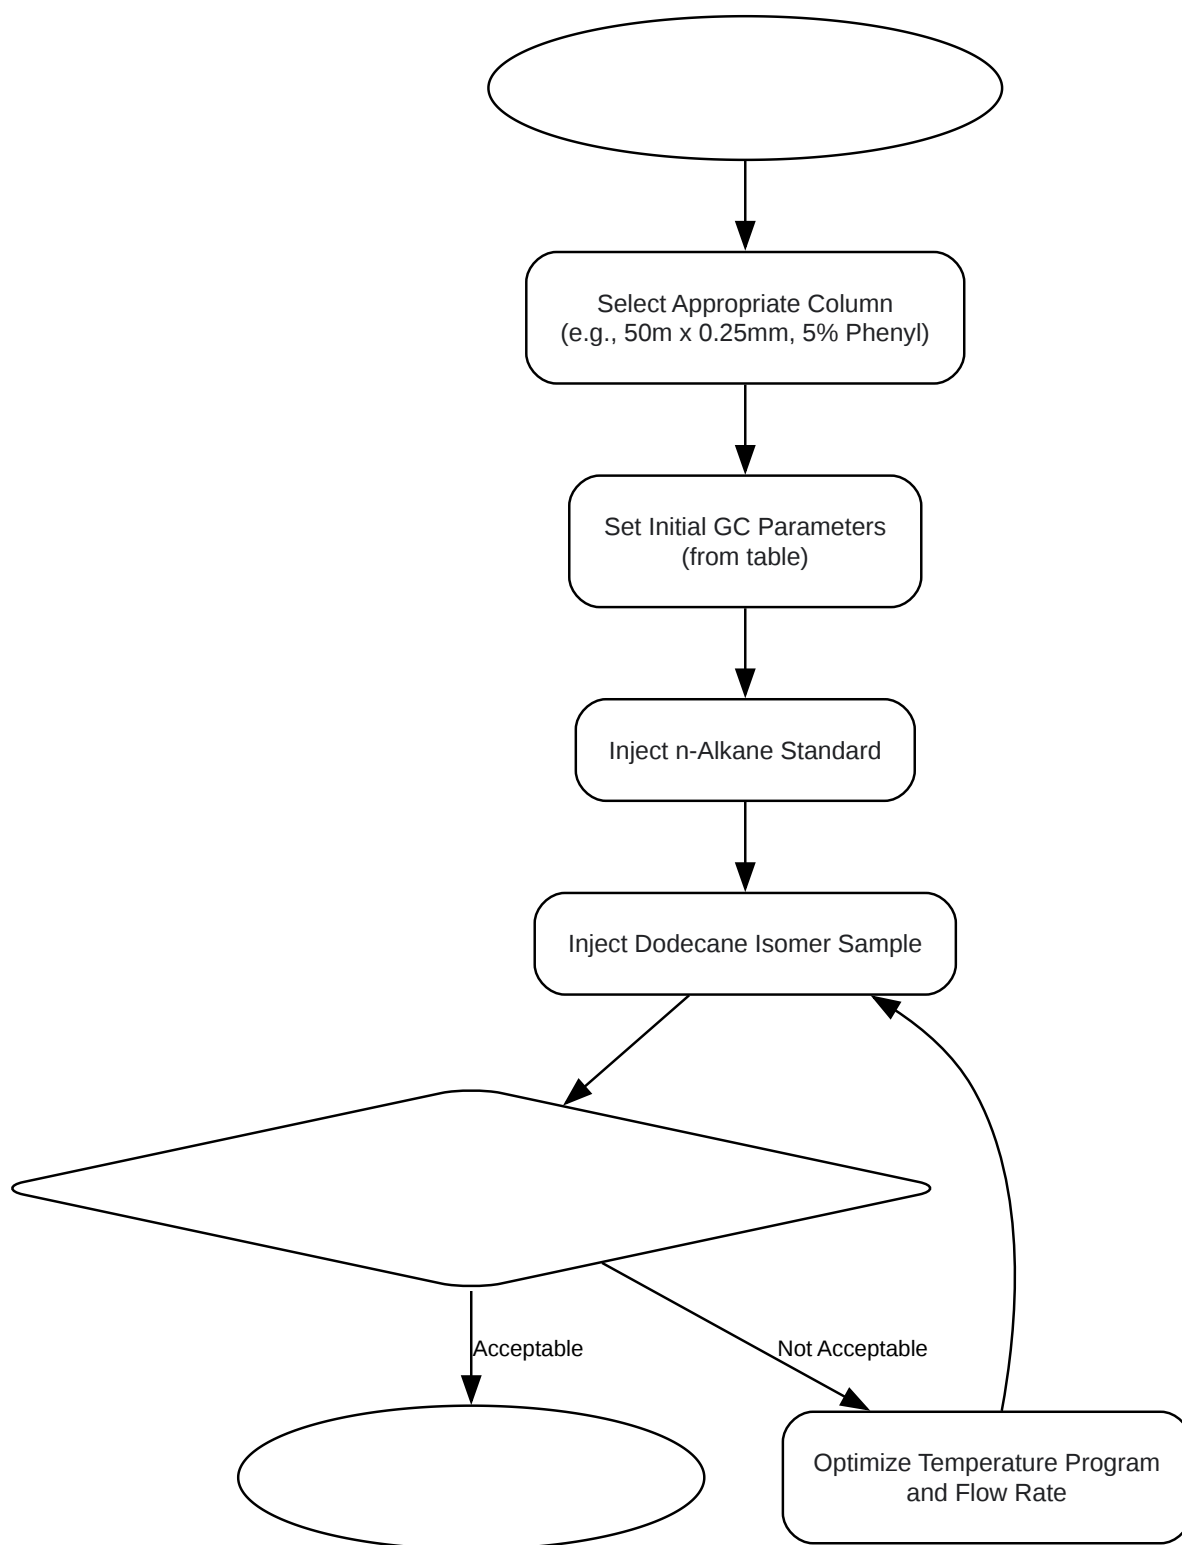 Select Appropriate Column
(e.g., 50m x 0.25mm, 5% Phenyl)
Set Initial GC Parameters
(from table)
Inject n-Alkane Standard
Inject Dodecane Isomer Sample
Acceptable
Not Acceptable
Optimize Temperature Program
and Flow Rate